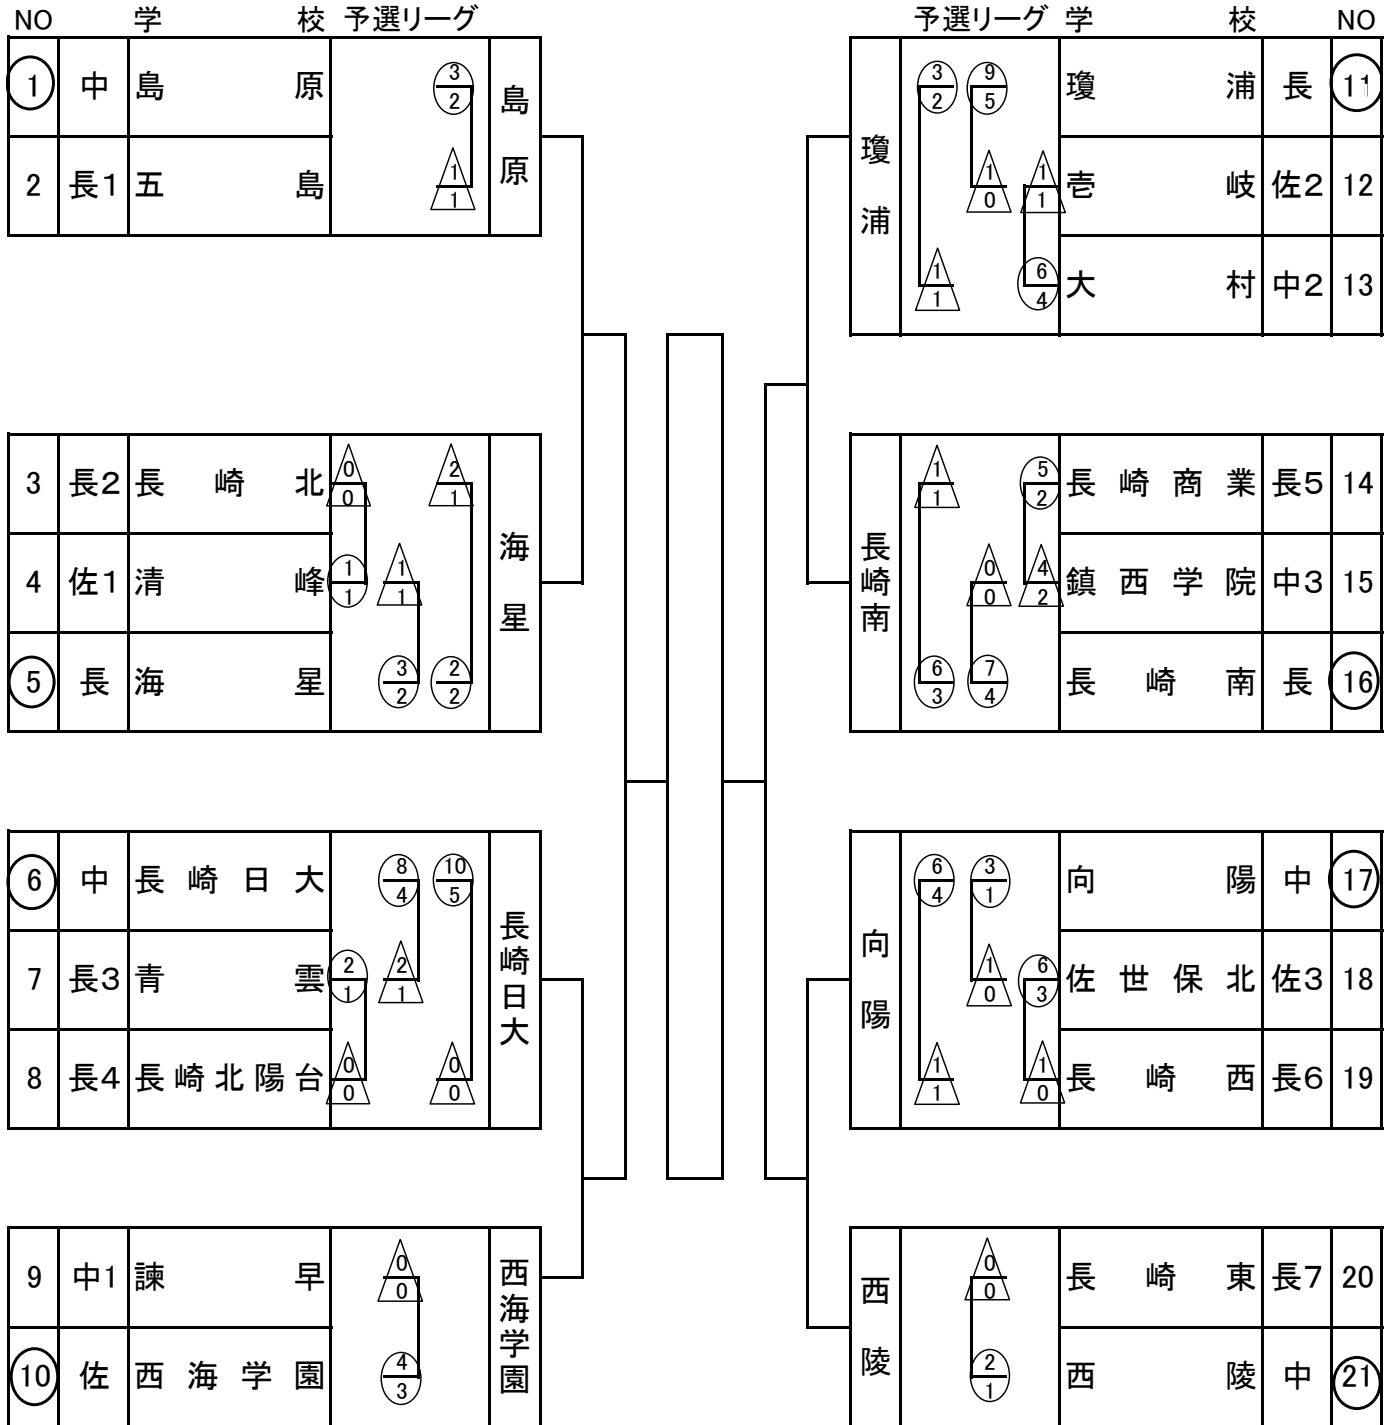 NO 学 校 予選リーグ
1 中 島 原 3 2
島原
2 長1 五 島 1 1
3 長2 長 崎 北 0 0 2 1
4 佐1 清 峰 1 1 1 1
海星
5 長 海 星 3 2 2 2
6 中 長 崎 日 大 8 4 10 5
7 長3 青 雲 2 1 2 1
長崎日大
8 長4 長 崎 北 陽 台 0 0 0 0
9 中1 諫 早 0 0
西海学園
10 佐 西 海 学 園 4 3
予選リーグ 学 校 NO
3 2 9 5 瓊 浦 長 11
瓊浦
1 0 1 1 壱 岐 佐2 12
1 1 6 4 大 村 中2 13
1 1 5 2 長 崎 商 業 長5 14
長崎南
0 0 4 2 鎮 西 学 院 中3 15
6 3 7 4 長 崎 南 長 16
6 4 3 1 向 陽 中 17
向陽
1 0 6 3 佐 世 保 北 佐3 18
1 1 1 0 長 崎 西 長6 19
0 0 長 崎 東 長7 20
西陵
2 1 西 陵 中 21